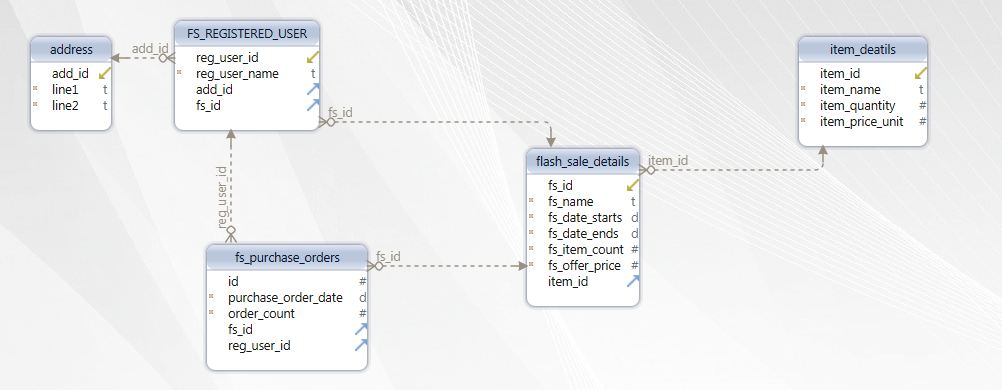 address
add_id
line1 t
line2 t
add_id
FS_REGISTERED_USER
reg_user_id
reg_user_name t
add_id
fs_id
fs_id
reg_user_id
fs_purchase_orders
id #
purchase_order_date d
order_count #
fs_id
reg_user_id
fs_id
flash_sale_details
fs_id
fs_name t
fs_date_starts d
fs_date_ends d
fs_item_count #
fs_offer_price #
item_id
item_id
item_deatils
item_id
item_name t
item_quantity #
item_price_unit #